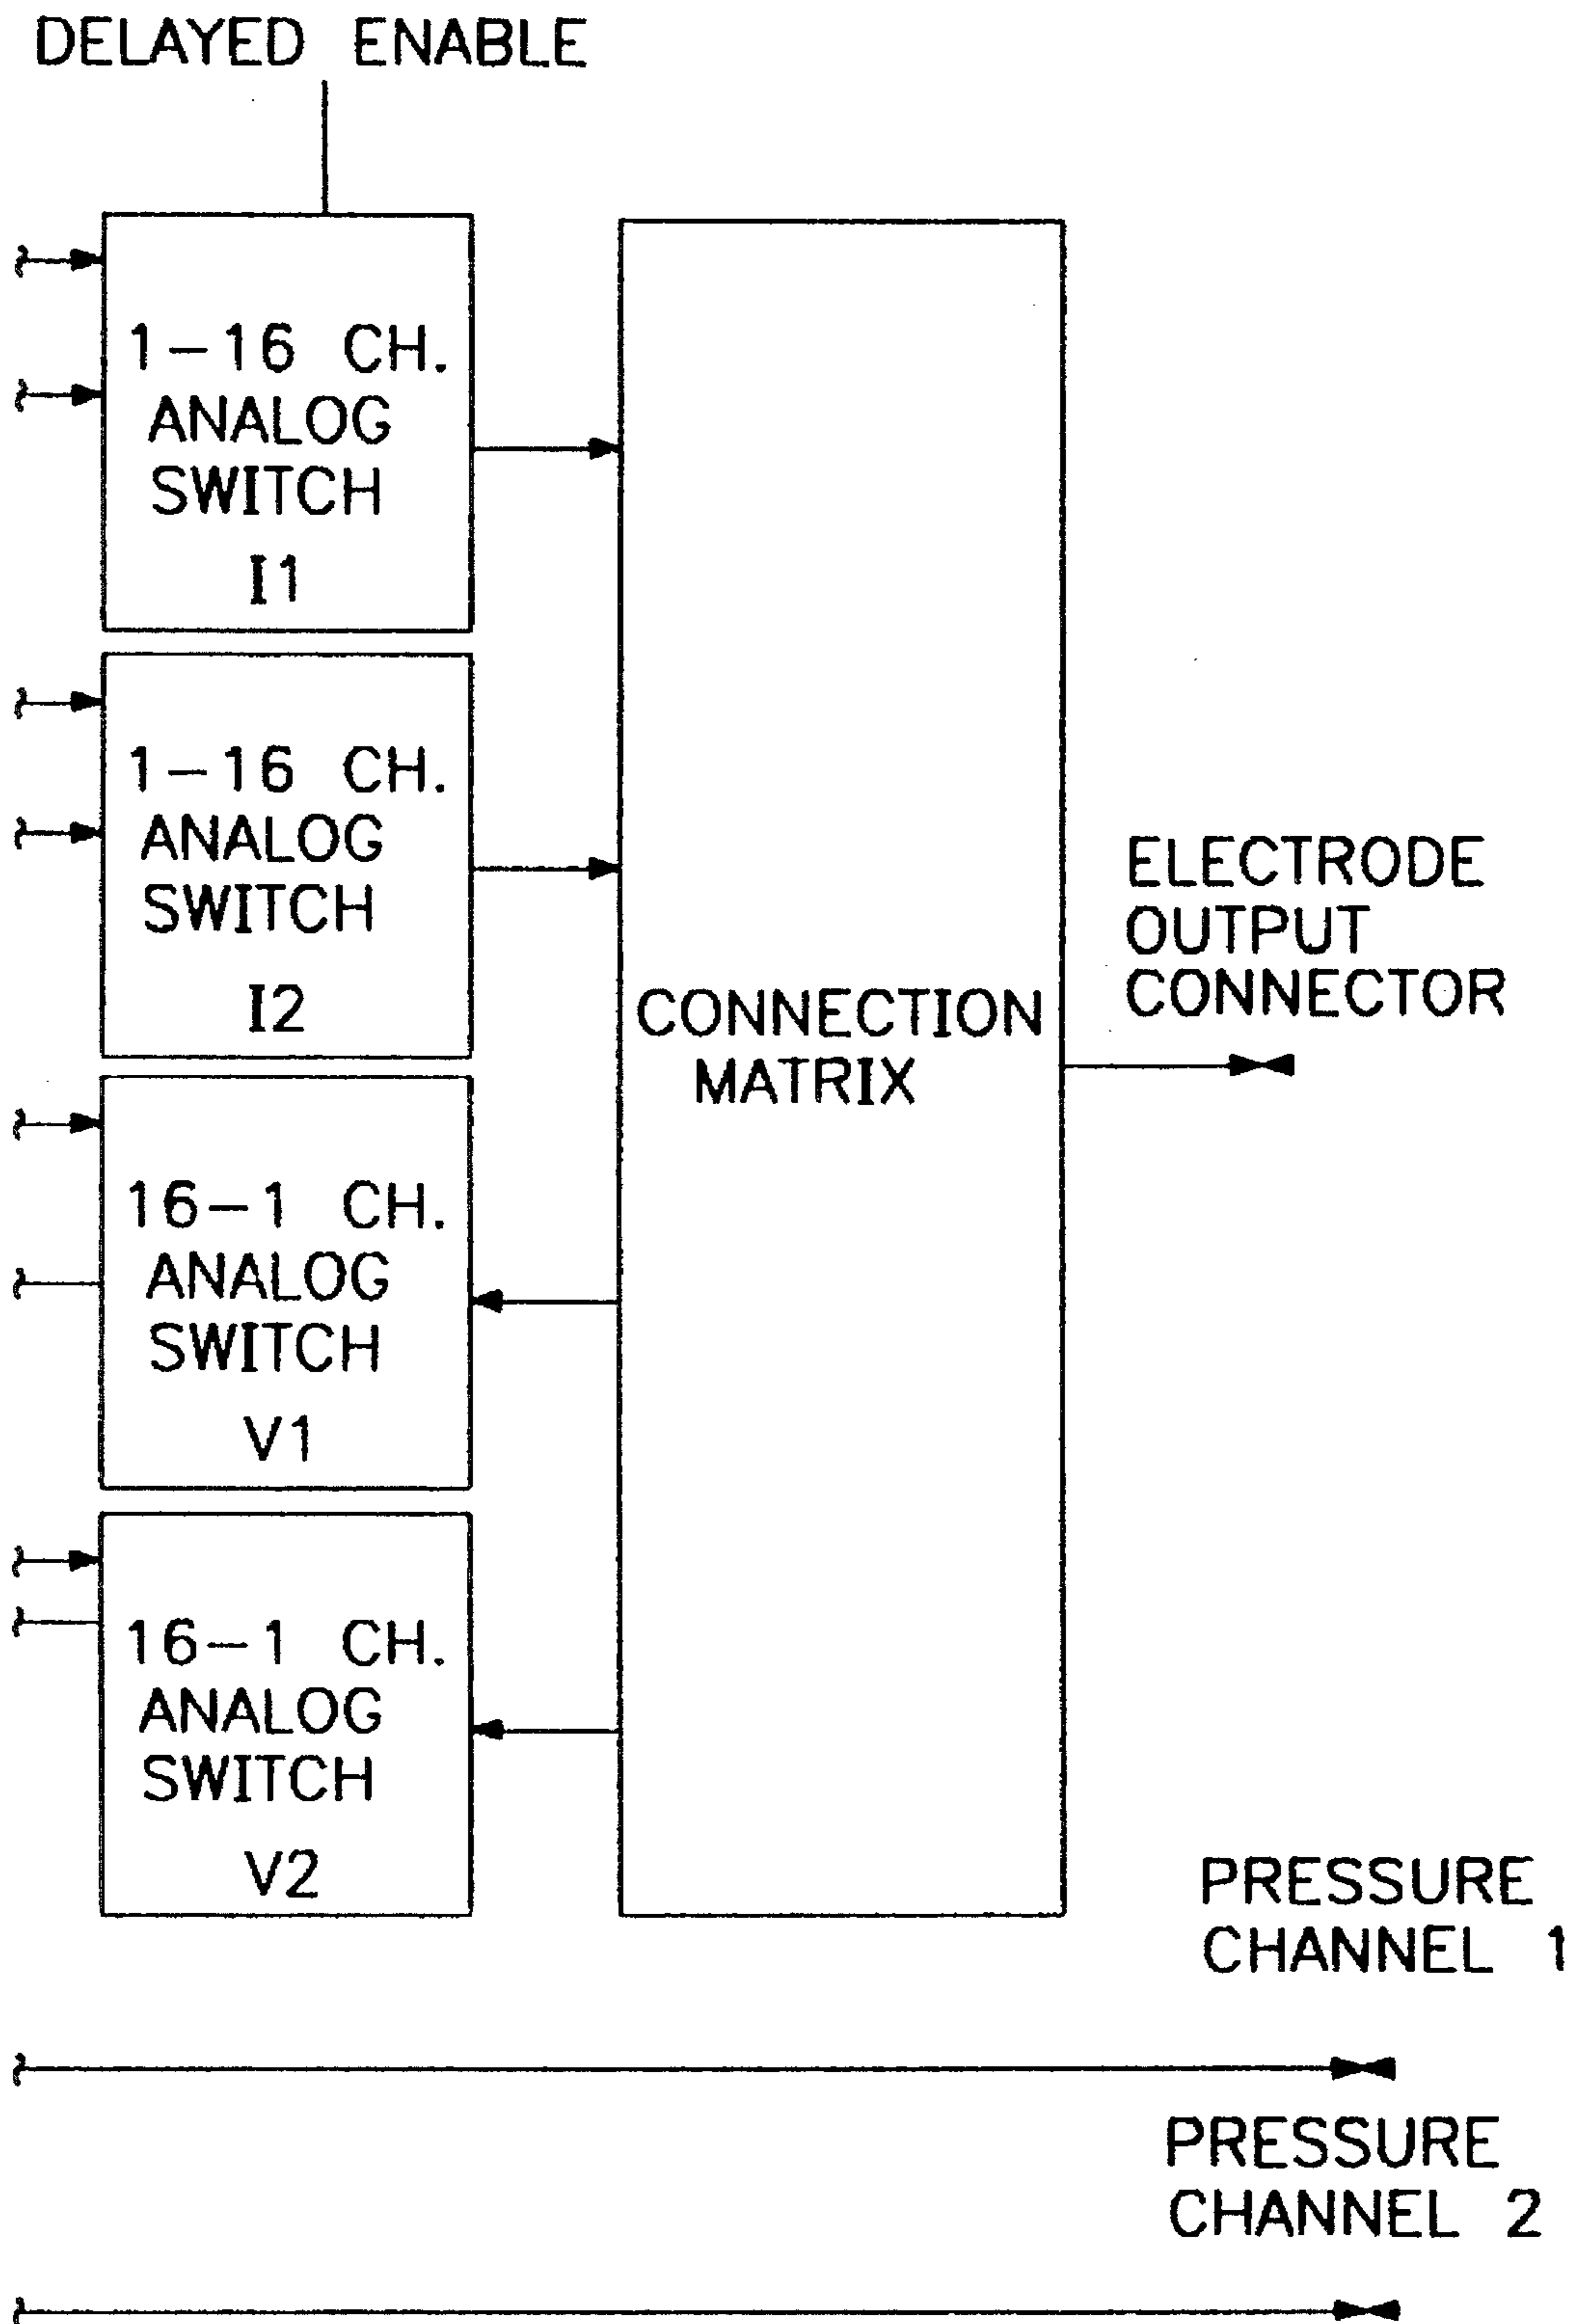 DELAYED ENABLE
1-16 CH.
ANALOG
SWITCH
I1
1-16 CH.
ANALOG
SWITCH
I2
16-1 CH.
ANALOG
SWITCH
V1
16-1 CH.
ANALOG
SWITCH
V2
CONNECTION
MATRIX
ELECTRODE
OUTPUT
CONNECTOR
PRESSURE
CHANNEL 1
PRESSURE
CHANNEL 2